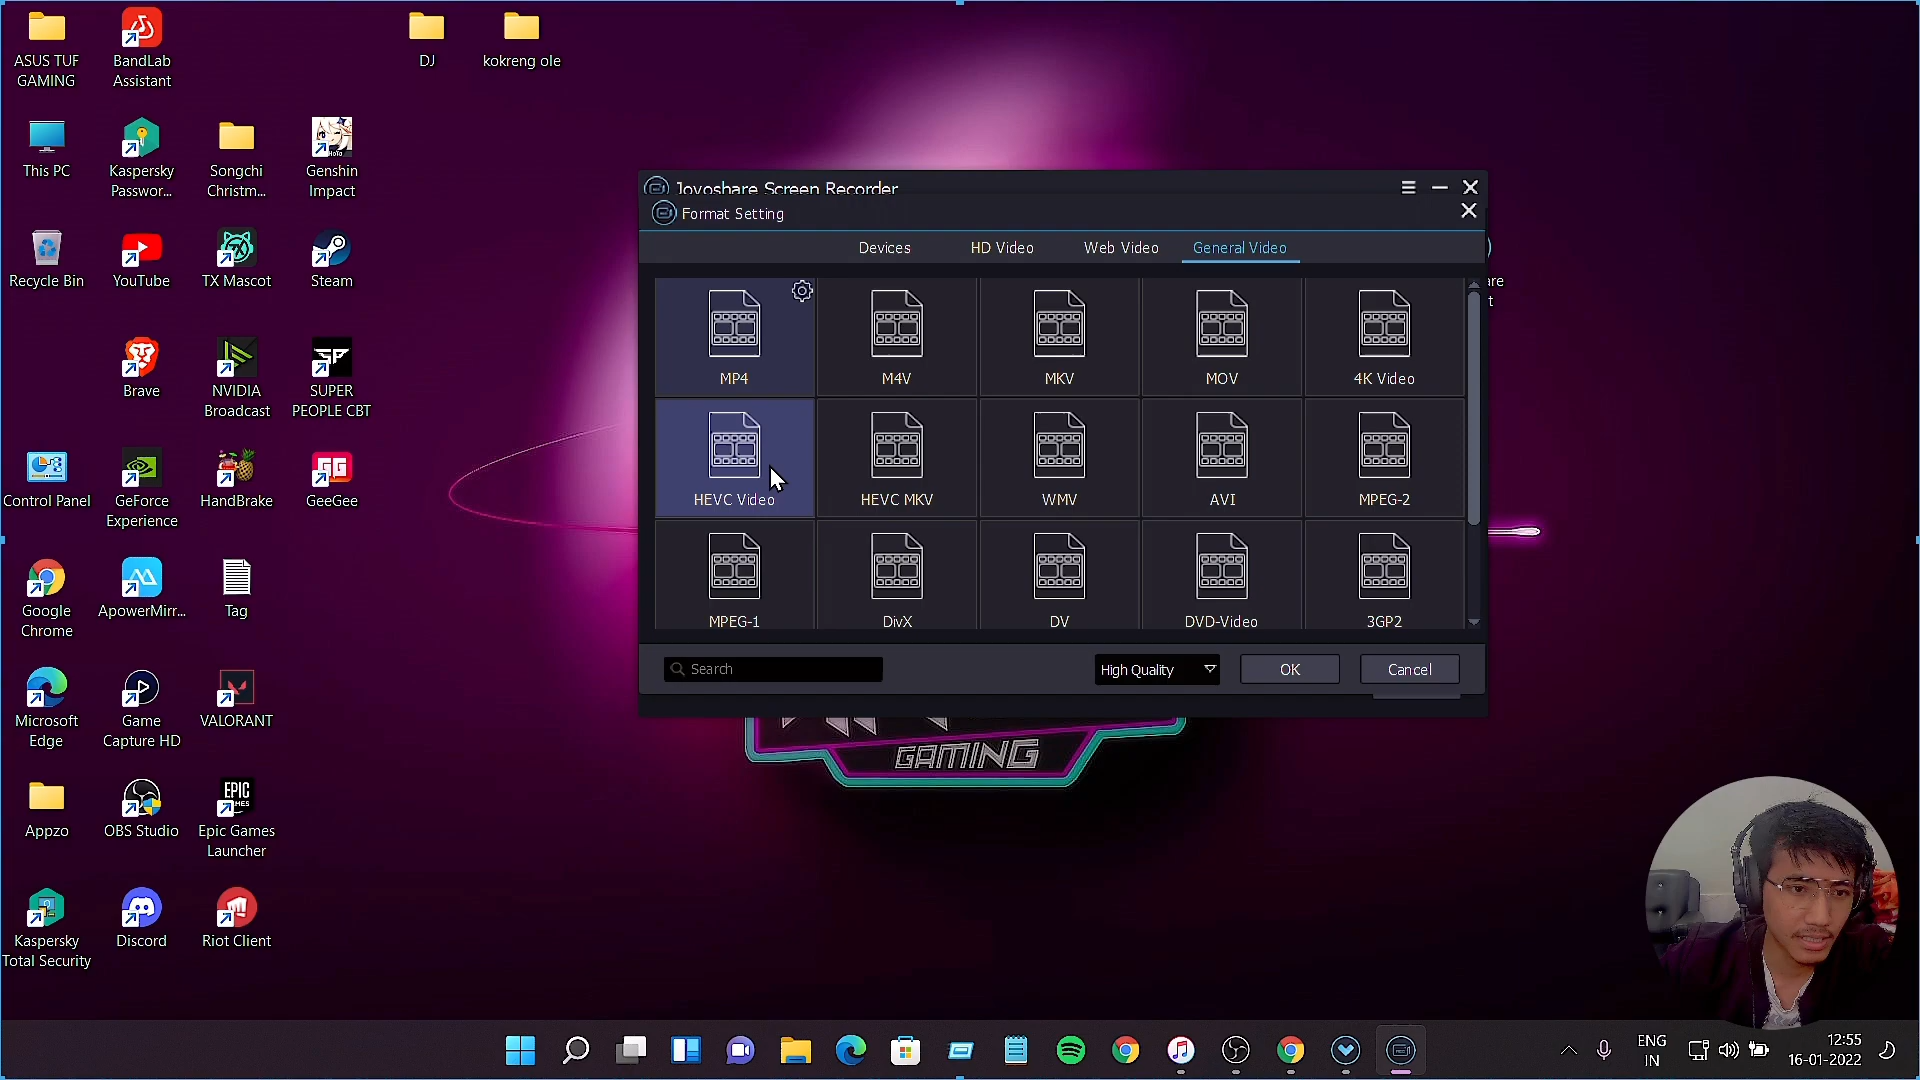 ASUS TUF
GAMING
BandLab
Assistant
DJ
kokreng ole
This PC
Kaspersky
Passwor...
Songchi
Christm...
Genshin
Impact
Recycle Bin
YouTube
TX Mascot
Steam
Brave
NVIDIA
Broadcast
SUPER
PEOPLE CBT
Control Panel
GeForce
Experience
HandBrake
GeeGee
Google
Chrome
ApowerMirr...
Tag
Microsoft
Edge
Game
Capture HD
VALORANT
Appzo
OBS Studio
EPIC
Epic Games
Launcher
Kaspersky
Total Security
Discord
Riot Client
Joyoshare Screen Recorder
Format Setting
Devices
HD Video
Web Video
General Video
MP4
M4V
MKV
MOV
4K Video
HEVC Video
HEVC MKV
WMV
AVI
MPEG-2
MPEG-1
DivX
DV
DVD-Video
3GP2
Search
High Quality
OK
Cancel
GAMING
ENG
IN
12:55
16-01-2022